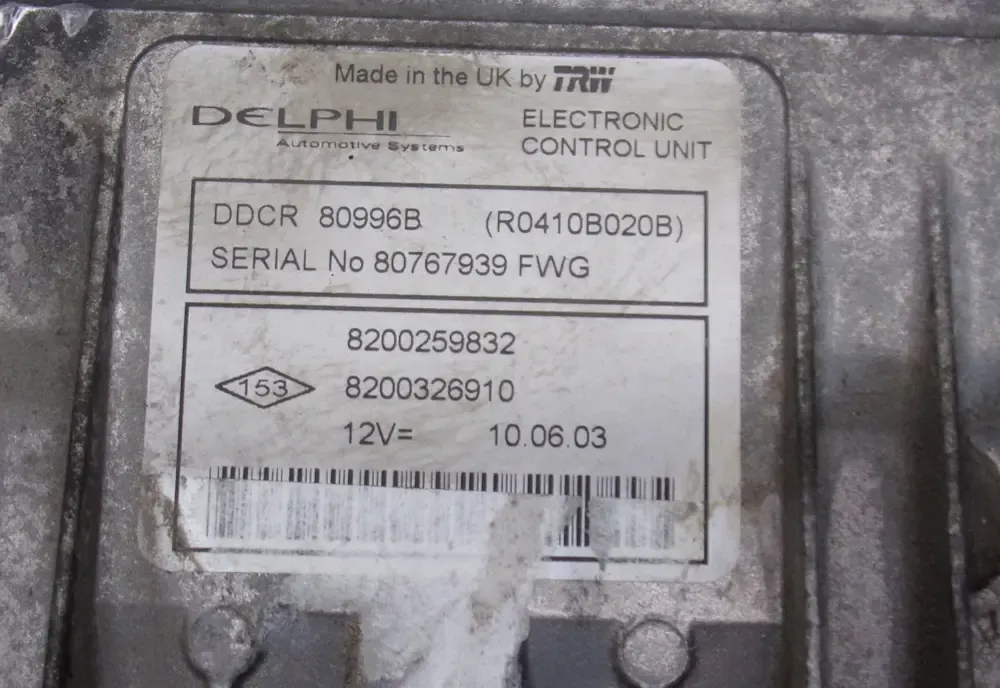 Made in the UK by TRW
DELPHI
Automotive Systems
ELECTRONIC
CONTROL UNIT
DDCR 80996B (R0410B020B)
SERIAL No 80767939 FWG
8200259832
153 8200326910
12V= 10.06.03